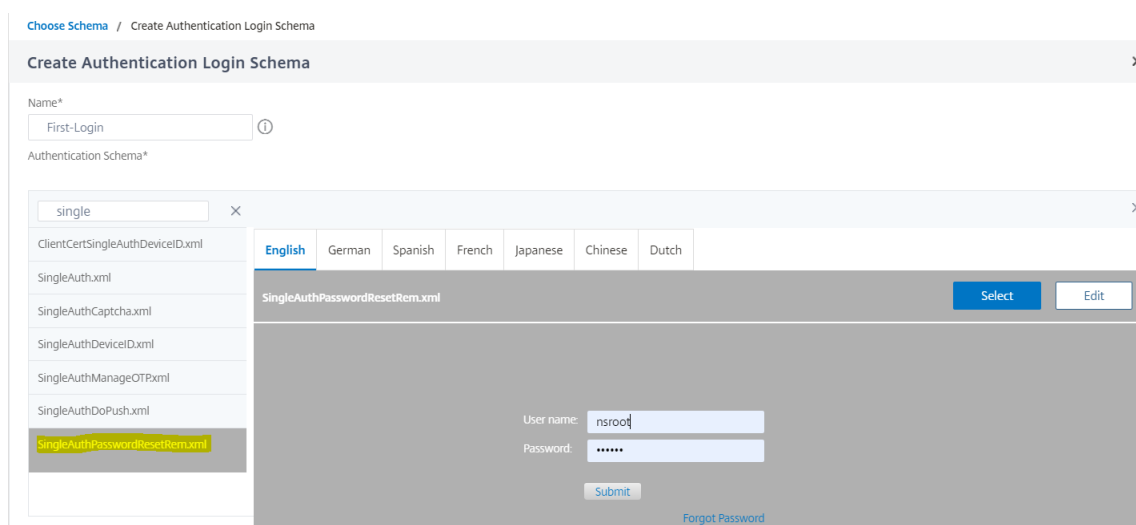 Choose Schema / Create Authentication Login Schema
Create Authentication Login Schema
Name*
First-Login
Authentication Schema*
single
ClientCertSingleAuthDeviceID.xml
SingleAuth.xml
SingleAuthCaptcha.xml
SingleAuthDeviceID.xml
SingleAuthManageOTP.xml
SingleAuthDoPush.xml
SingleAuthPasswordResetRem.xml
English German Spanish French Japanese Chinese Dutch
SingleAuthPasswordResetRem.xml Select Edit
User name: nsroot
Password: ••••••
Submit
Forgot Password